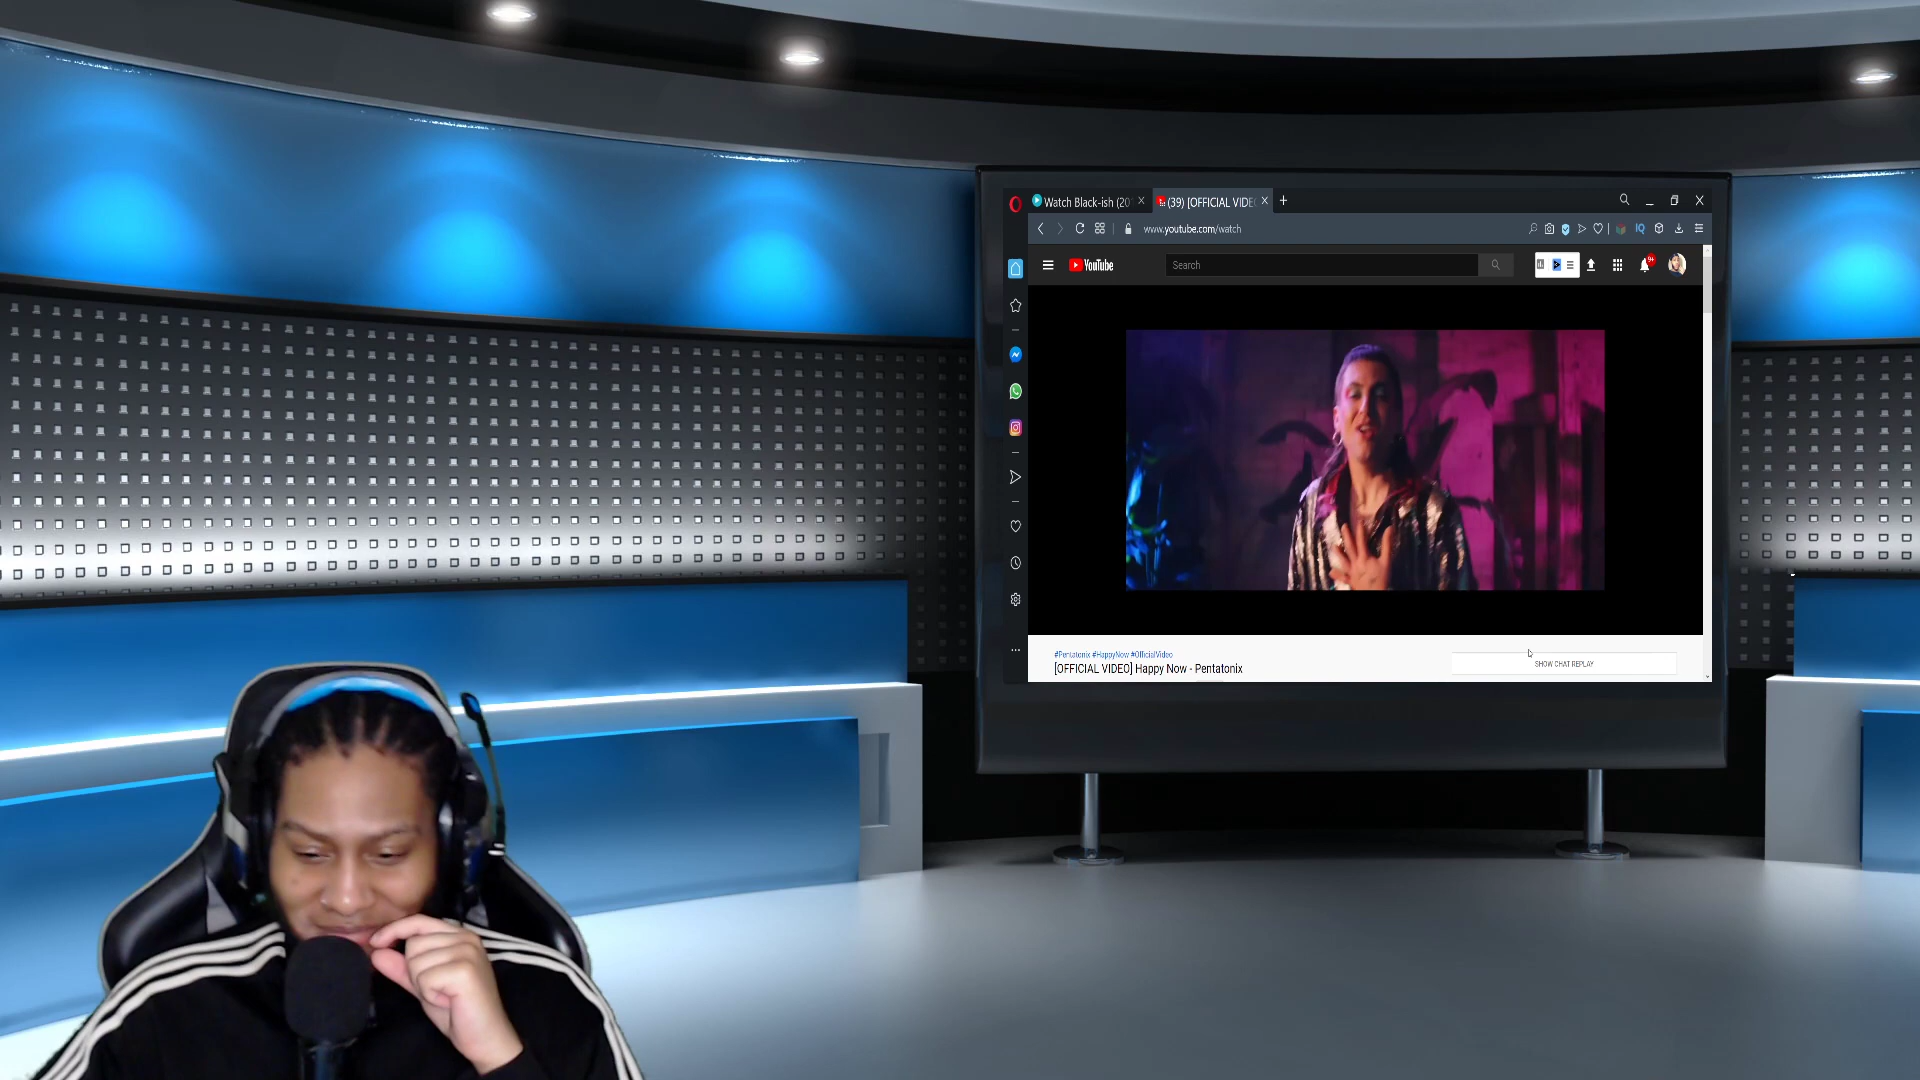 Watch Black-ish (20
(39) [OFFICIAL VIDE
www.youtube.com/watch
YouTube
Search
9+
#Pentatonix #HappyNow #OfficialVideo
[OFFICIAL VIDEO] Happy Now - Pentatonix
SHOW CHAT REPLAY